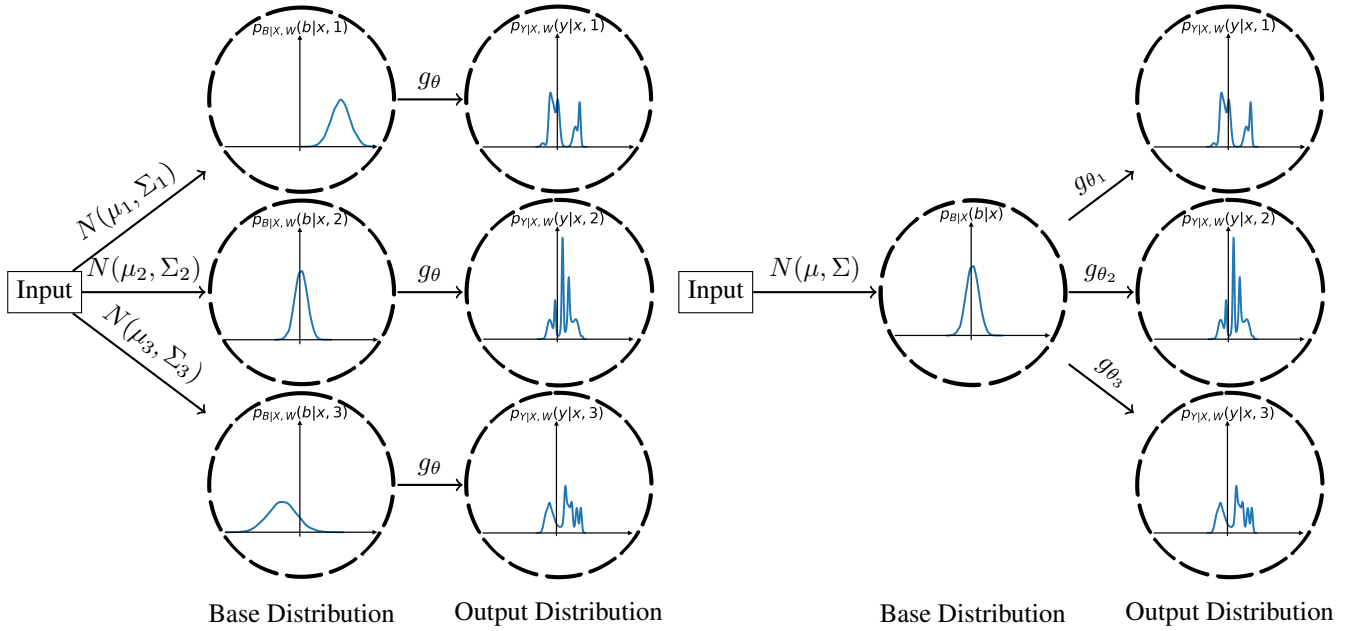 p_{B|X, W}(b|x, 1)
g_θ
p_{Y|X, W}(y|x, 1)
N(μ_1, Σ_1)
p_{B|X, W}(b|x, 2)
p_{Y|X, W}(y|x, 2)
Input
N(μ_2, Σ_2)
g_θ
N(μ_3, Σ_3)
p_{B|X, W}(b|x, 3)
g_θ
p_{Y|X, W}(y|x, 3)
Base Distribution
Output Distribution
p_{Y|X, W}(y|x, 1)
g_{θ_1}
p_{B|X}(b|x)
p_{Y|X, W}(y|x, 2)
Input
N(μ, Σ)
g_{θ_2}
g_{θ_3}
p_{Y|X, W}(y|x, 3)
Base Distribution
Output Distribution